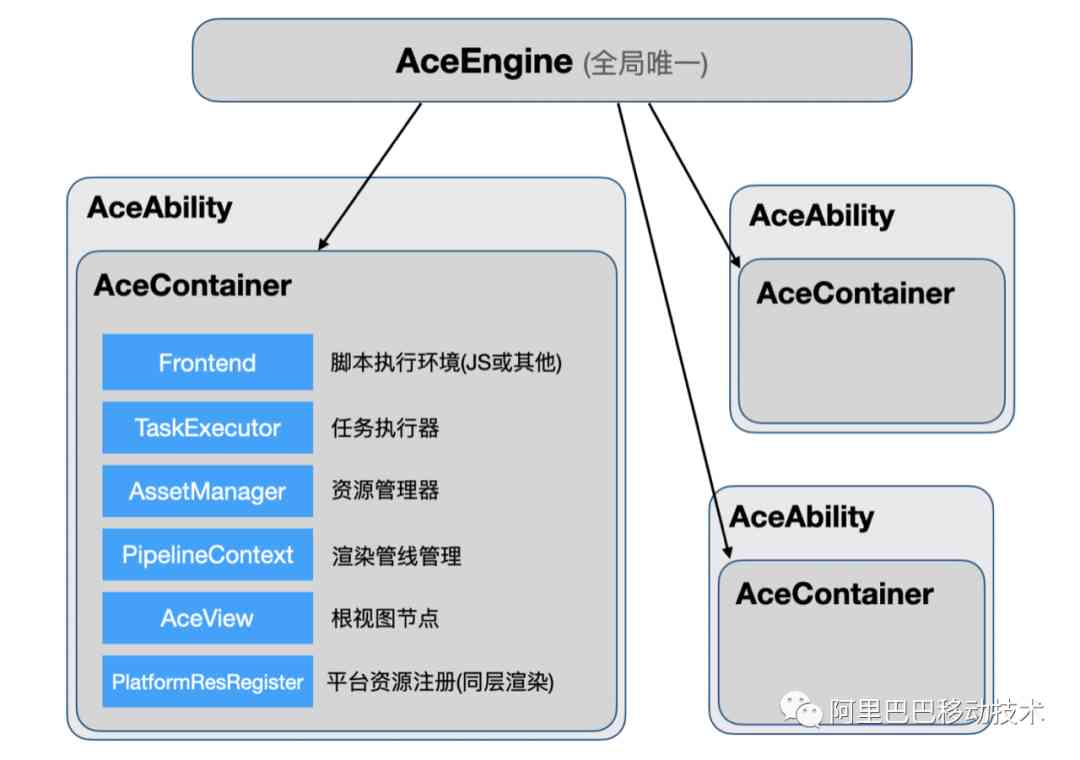 AceEngine (全局唯一)
AceAbility
AceContainer
Frontend 脚本执行环境(JS或其他)
TaskExecutor 任务执行器
AssetManager 资源管理器
PipelineContext 渲染管线管理
AceView 根视图节点
PlatformResRegister 平台资源注册(同层渲染)
AceAbility
AceContainer
AceAbility
AceContainer
阿里巴巴移动技术